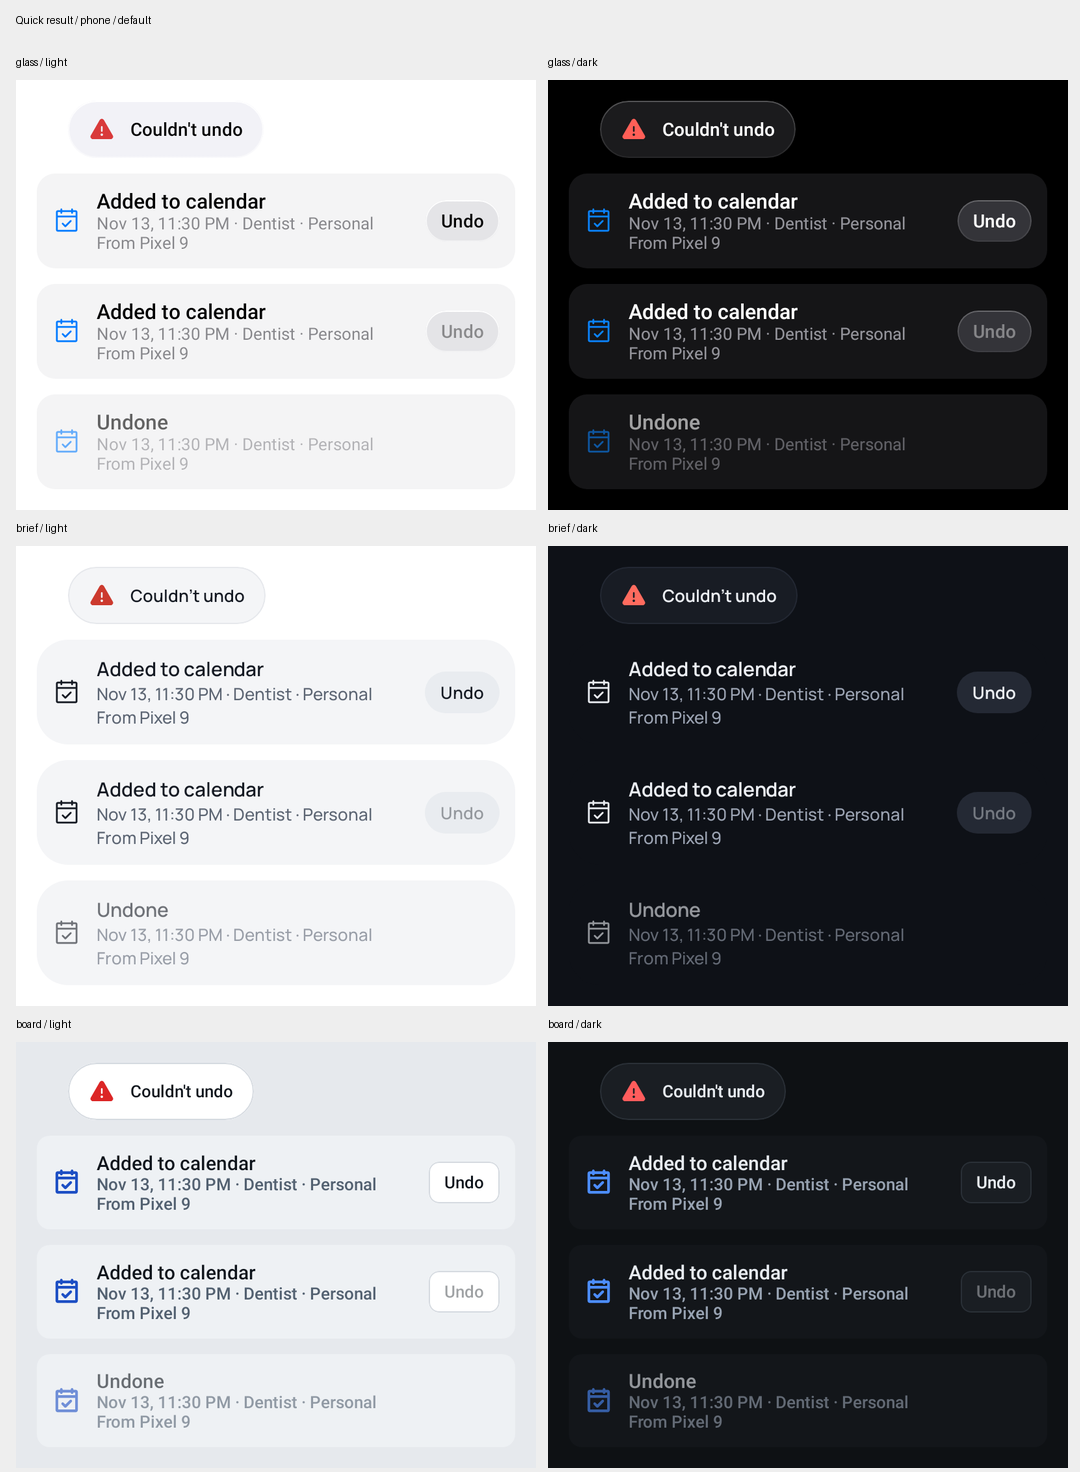 Quick result / phone / default
glass / light
Couldn't undo
Added to calendar
Nov 13, 11:30 PM · Dentist · Personal
From Pixel 9
Undo
Added to calendar
Nov 13, 11:30 PM · Dentist · Personal
From Pixel 9
Undo
Undone
Nov 13, 11:30 PM · Dentist · Personal
From Pixel 9
glass / dark
Couldn't undo
Added to calendar
Nov 13, 11:30 PM · Dentist · Personal
From Pixel 9
Undo
Added to calendar
Nov 13, 11:30 PM · Dentist · Personal
From Pixel 9
Undo
Undone
Nov 13, 11:30 PM · Dentist · Personal
From Pixel 9
brief / light
Couldn't undo
Added to calendar
Nov 13, 11:30 PM · Dentist · Personal
From Pixel 9
Undo
Added to calendar
Nov 13, 11:30 PM · Dentist · Personal
From Pixel 9
Undo
Undone
Nov 13, 11:30 PM · Dentist · Personal
From Pixel 9
brief / dark
Couldn't undo
Added to calendar
Nov 13, 11:30 PM · Dentist · Personal
From Pixel 9
Undo
Added to calendar
Nov 13, 11:30 PM · Dentist · Personal
From Pixel 9
Undo
Undone
Nov 13, 11:30 PM · Dentist · Personal
From Pixel 9
board / light
Couldn't undo
Added to calendar
Nov 13, 11:30 PM · Dentist · Personal
From Pixel 9
Undo
Added to calendar
Nov 13, 11:30 PM · Dentist · Personal
From Pixel 9
Undo
Undone
Nov 13, 11:30 PM · Dentist · Personal
From Pixel 9
board / dark
Couldn't undo
Added to calendar
Nov 13, 11:30 PM · Dentist · Personal
From Pixel 9
Undo
Added to calendar
Nov 13, 11:30 PM · Dentist · Personal
From Pixel 9
Undo
Undone
Nov 13, 11:30 PM · Dentist · Personal
From Pixel 9